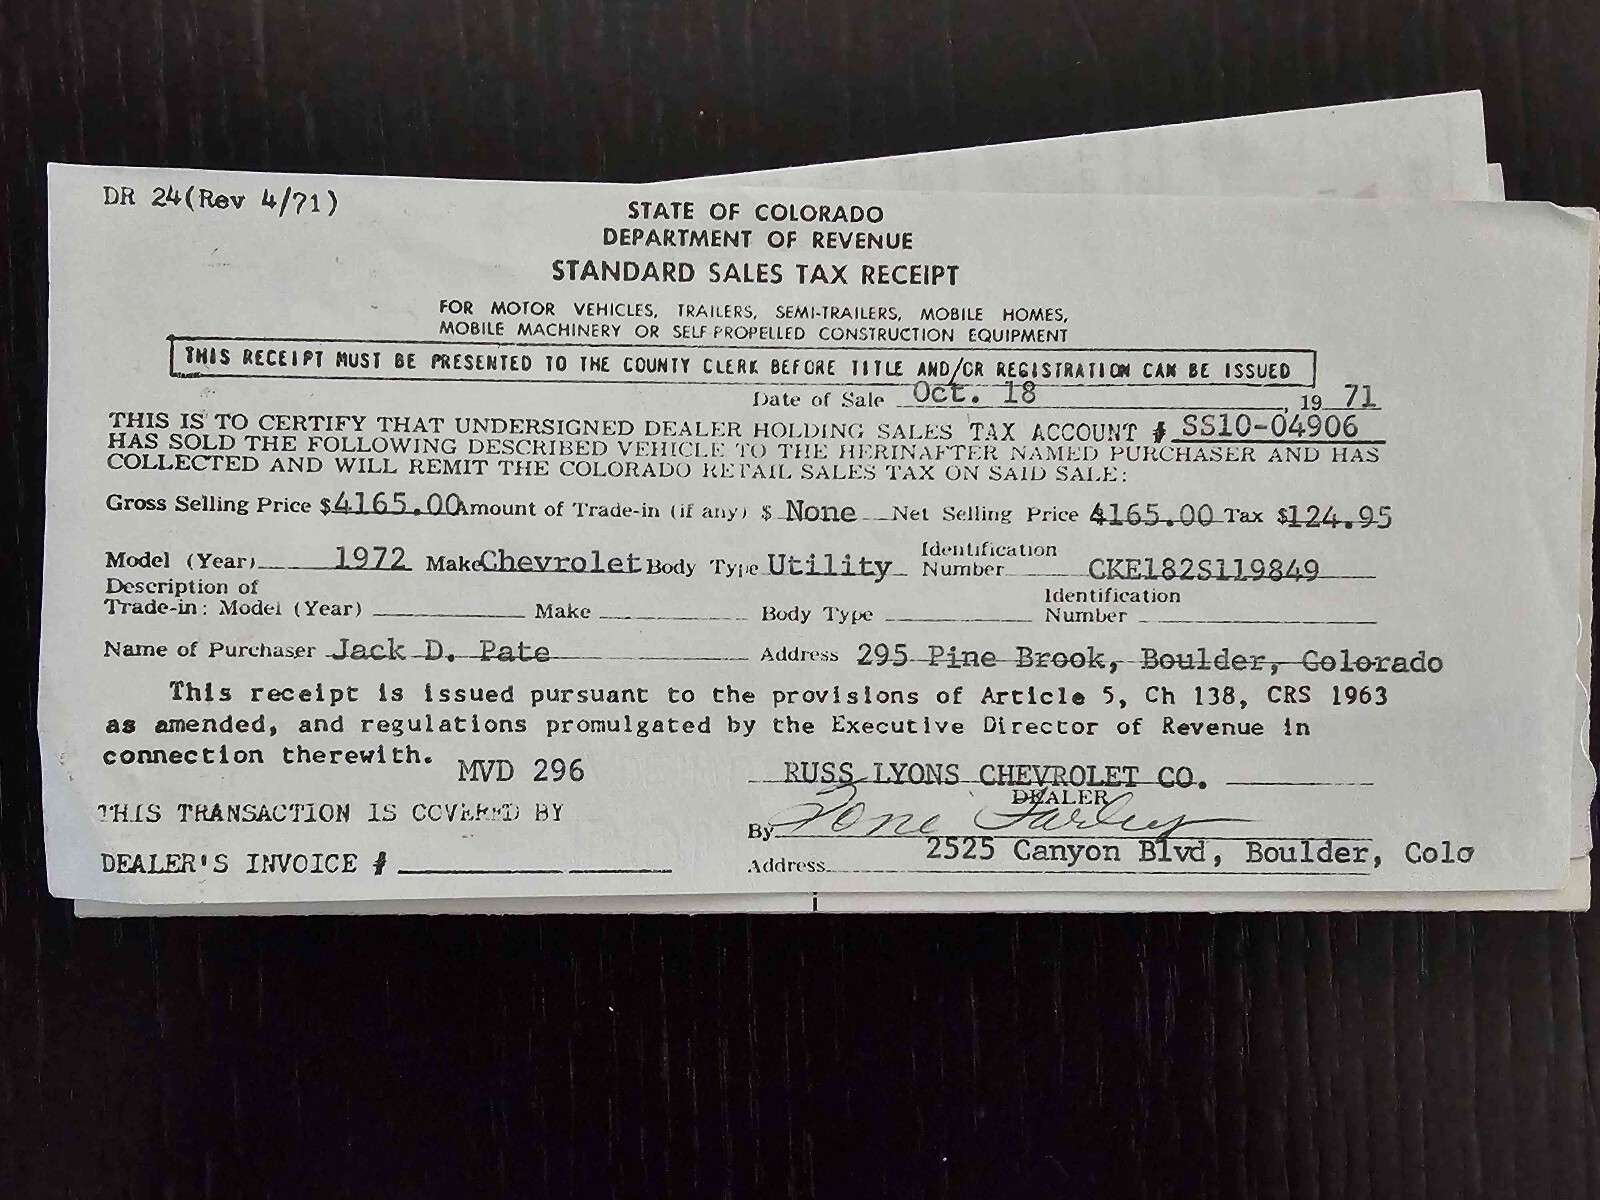 DR 24(Rev 4/71)
STATE OF COLORADO
DEPARTMENT OF REVENUE
STANDARD SALES TAX RECEIPT
FOR MOTOR VEHICLES, TRAILERS, SEMI-TRAILERS, MOBILE HOMES,
MOBILE MACHINERY OR SELF-PROPELLED CONSTRUCTION EQUIPMENT
THIS RECEIPT MUST BE PRESENTED TO THE COUNTY CLERK BEFORE TITLE AND/OR REGISTRATION CAN BE ISSUED
Date of Sale Oct. 18, 19 71
THIS IS TO CERTIFY THAT UNDERSIGNED DEALER HOLDING SALES TAX ACCOUNT # SS10-04906
HAS SOLD THE FOLLOWING DESCRIBED VEHICLE TO THE HERINAFTER NAMED PURCHASER AND HAS
COLLECTED AND WILL REMIT THE COLORADO RETAIL SALES TAX ON SAID SALE:
Gross Selling Price $4165.00 Amount of Trade-in (if any) $ None Net Selling Price 4165.00 Tax $124.95
Model (Year) 1972 Make Chevrolet Body Type Utility Identification Number CKE182S119849
Description of
Trade-in: Model (Year) Make Body Type Identification Number
Name of Purchaser Jack D. Pate Address 295 Pine Brook, Boulder, Colorado
This receipt is issued pursuant to the provisions of Article 5, Ch 138, CRS 1963
as amended, and regulations promulgated by the Executive Director of Revenue in
connection therewith.
MVD 296 RUSS LYONS CHEVROLET CO.
DEALER
THIS TRANSACTION IS COVERED BY
By
DEALER'S INVOICE #
Address 2525 Canyon Blvd, Boulder, Colo